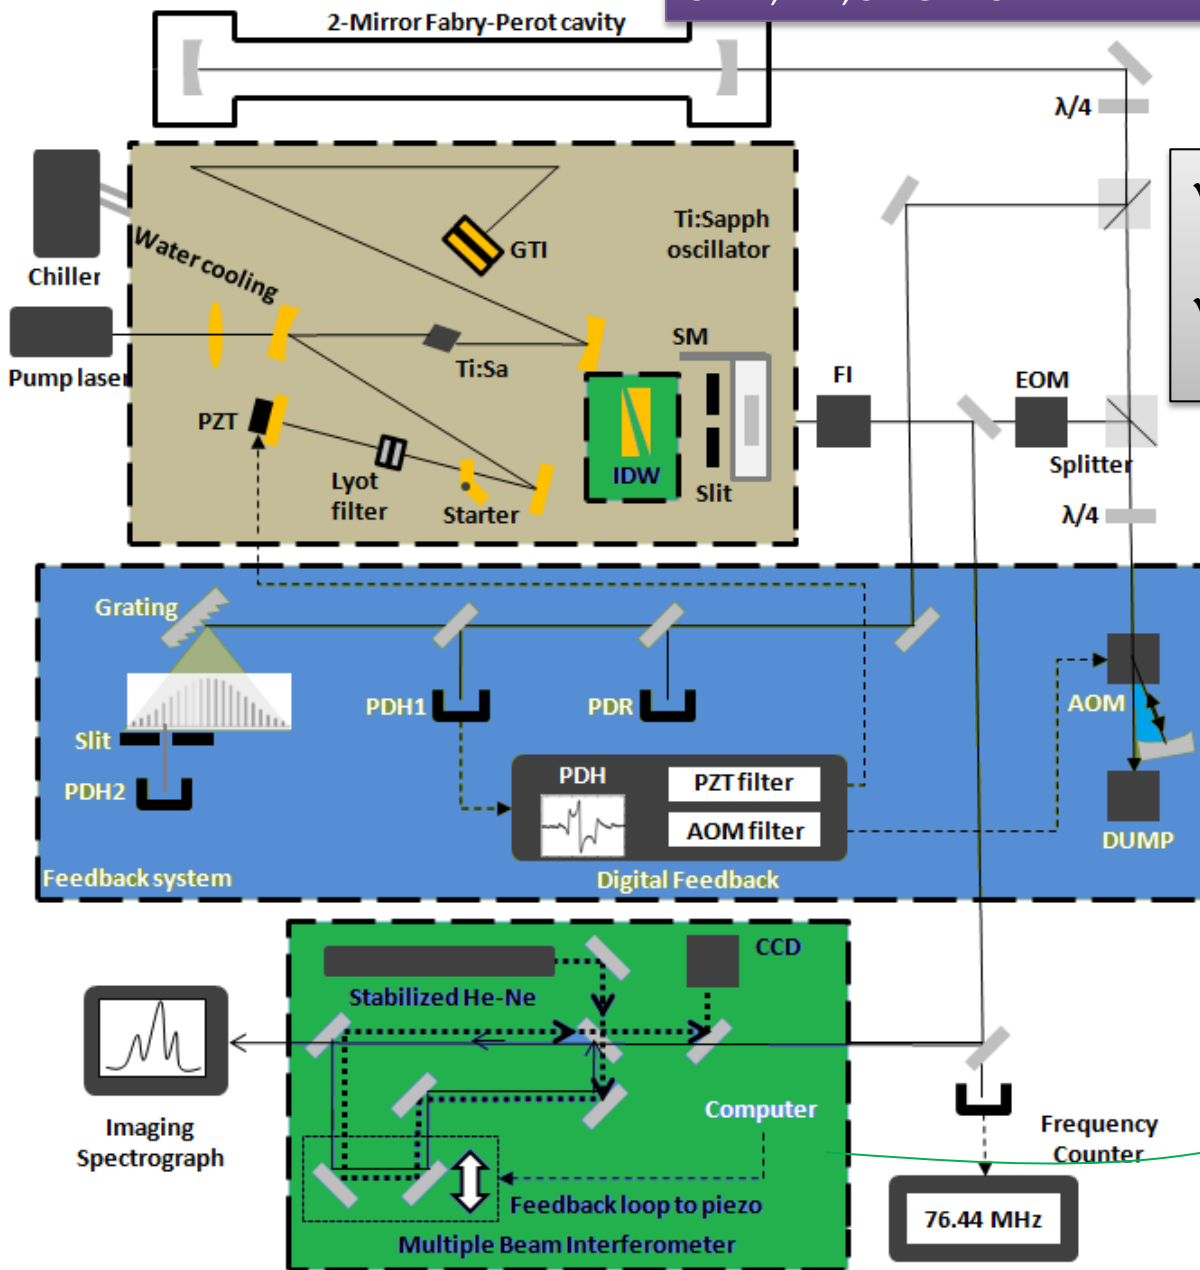 2-Mirror Fabry-Perot cavity
λ/4
Chiller
Water cooling
GTI
Ti:Sapph
oscillator
Pump laser
Ti:Sa
SM
FI
EOM
PZT
Lyot
filter
Starter
IDW
Slit
Splitter
λ/4
Grating
PDH1
PDR
AOM
Slit
PDH2
PDH
PZT filter
AOM filter
DUMP
Feedback system
Digital Feedback
CCD
Stabilized He-Ne
Imaging
Spectrograph
Computer
Frequency
Counter
Feedback loop to piezo
76.44 MHz
Multiple Beam Interferometer